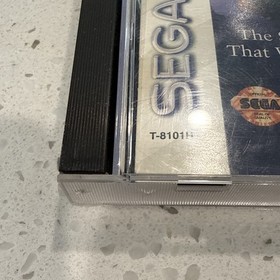 The
That
SEGA
SEGA
T-8101H